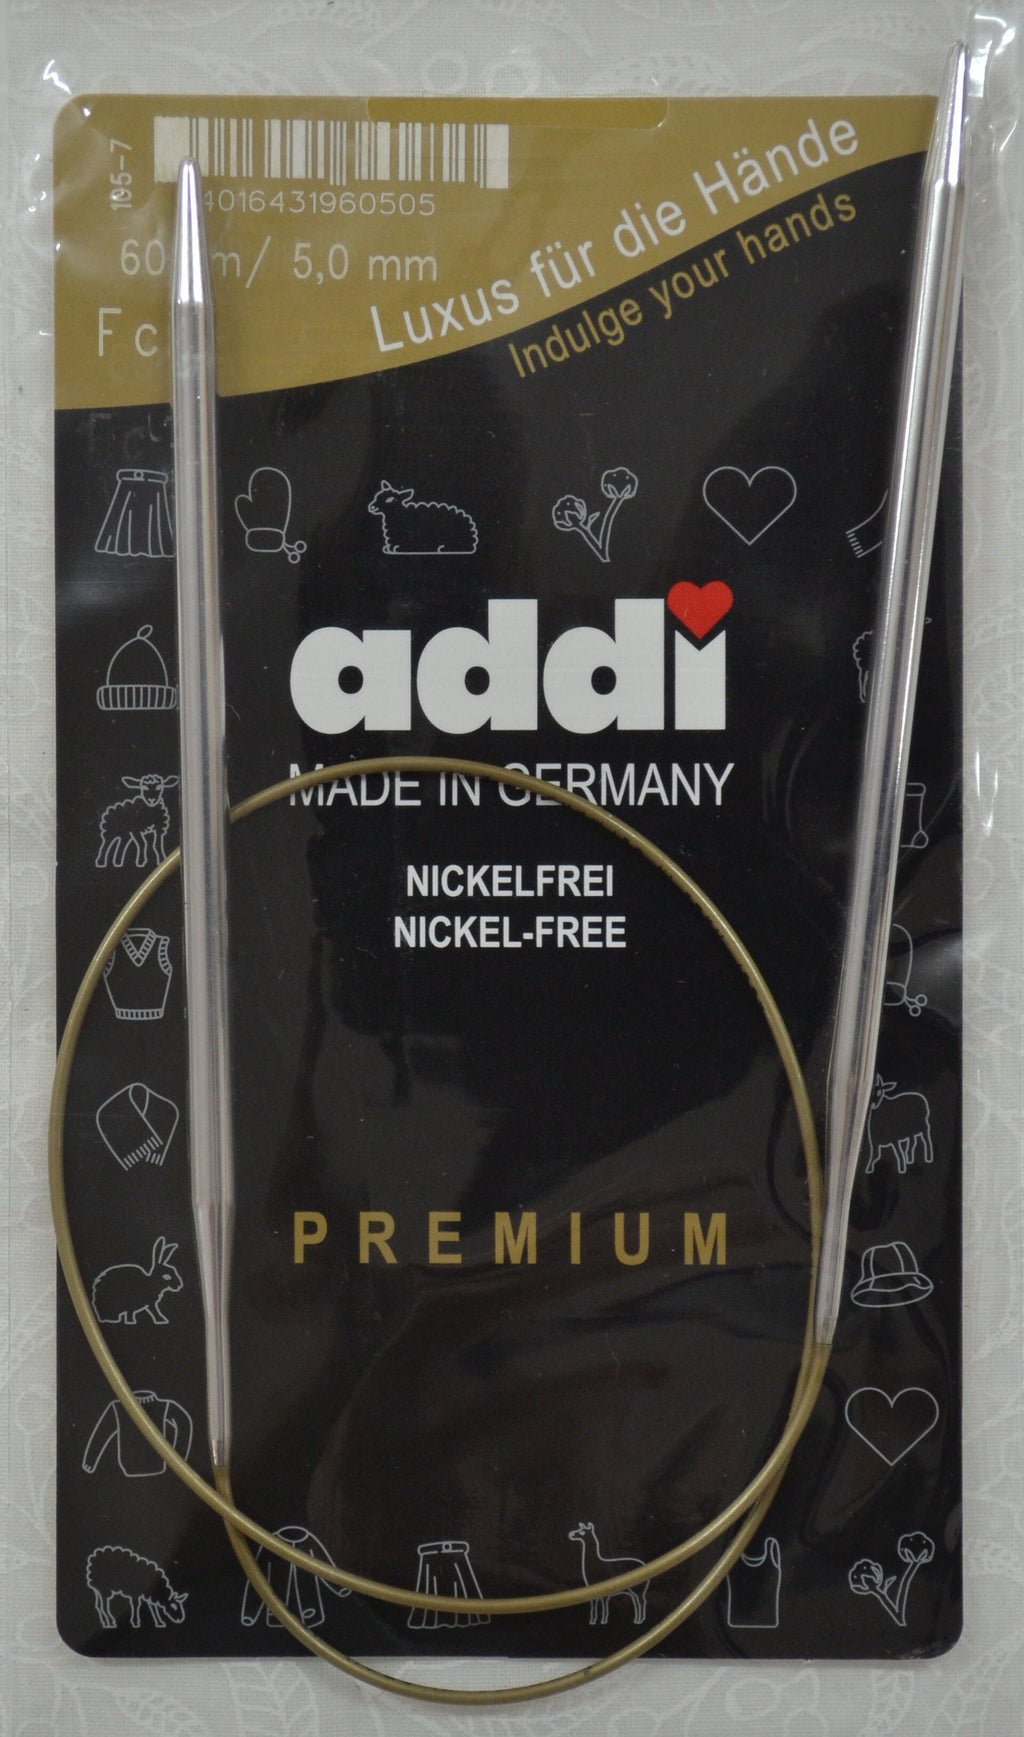 105-7
4016431960505
60 m/ 5,0 mm
F c
Luxus für die Hände
Indulge your hands
addi
MADE IN GERMANY
NICKELFREI
NICKEL-FREE
PREMIUM